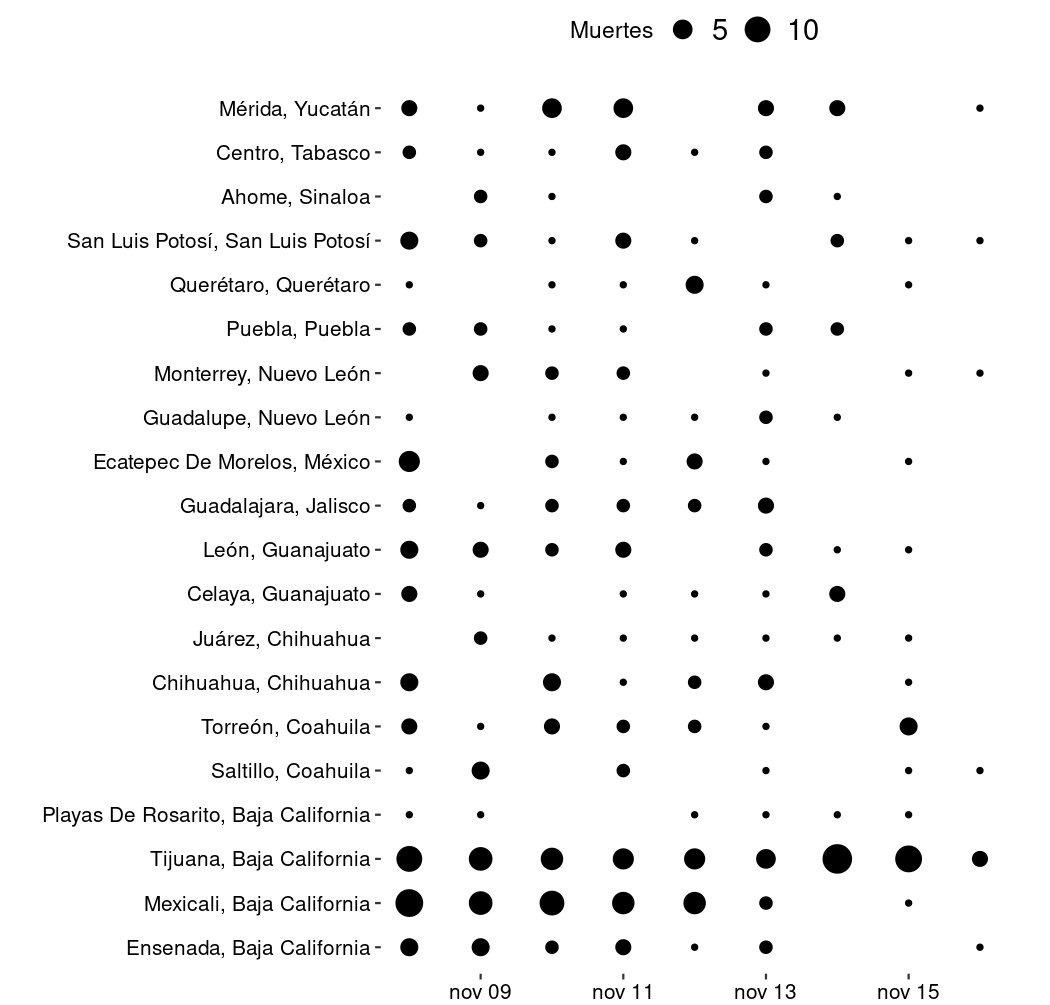 Muertes 5 10
Mérida, Yucatán
Centro, Tabasco
Ahome, Sinaloa
San Luis Potosí, San Luis Potosí
Querétaro, Querétaro
Puebla, Puebla
Monterrey, Nuevo León
Guadalupe, Nuevo León
Ecatepec De Morelos, México
Guadalajara, Jalisco
León, Guanajuato
Celaya, Guanajuato
Juárez, Chihuahua
Chihuahua, Chihuahua
Torreón, Coahuila
Saltillo, Coahuila
Playas De Rosarito, Baja California
Tijuana, Baja California
Mexicali, Baja California
Ensenada, Baja California
nov 09 nov 11 nov 13 nov 15